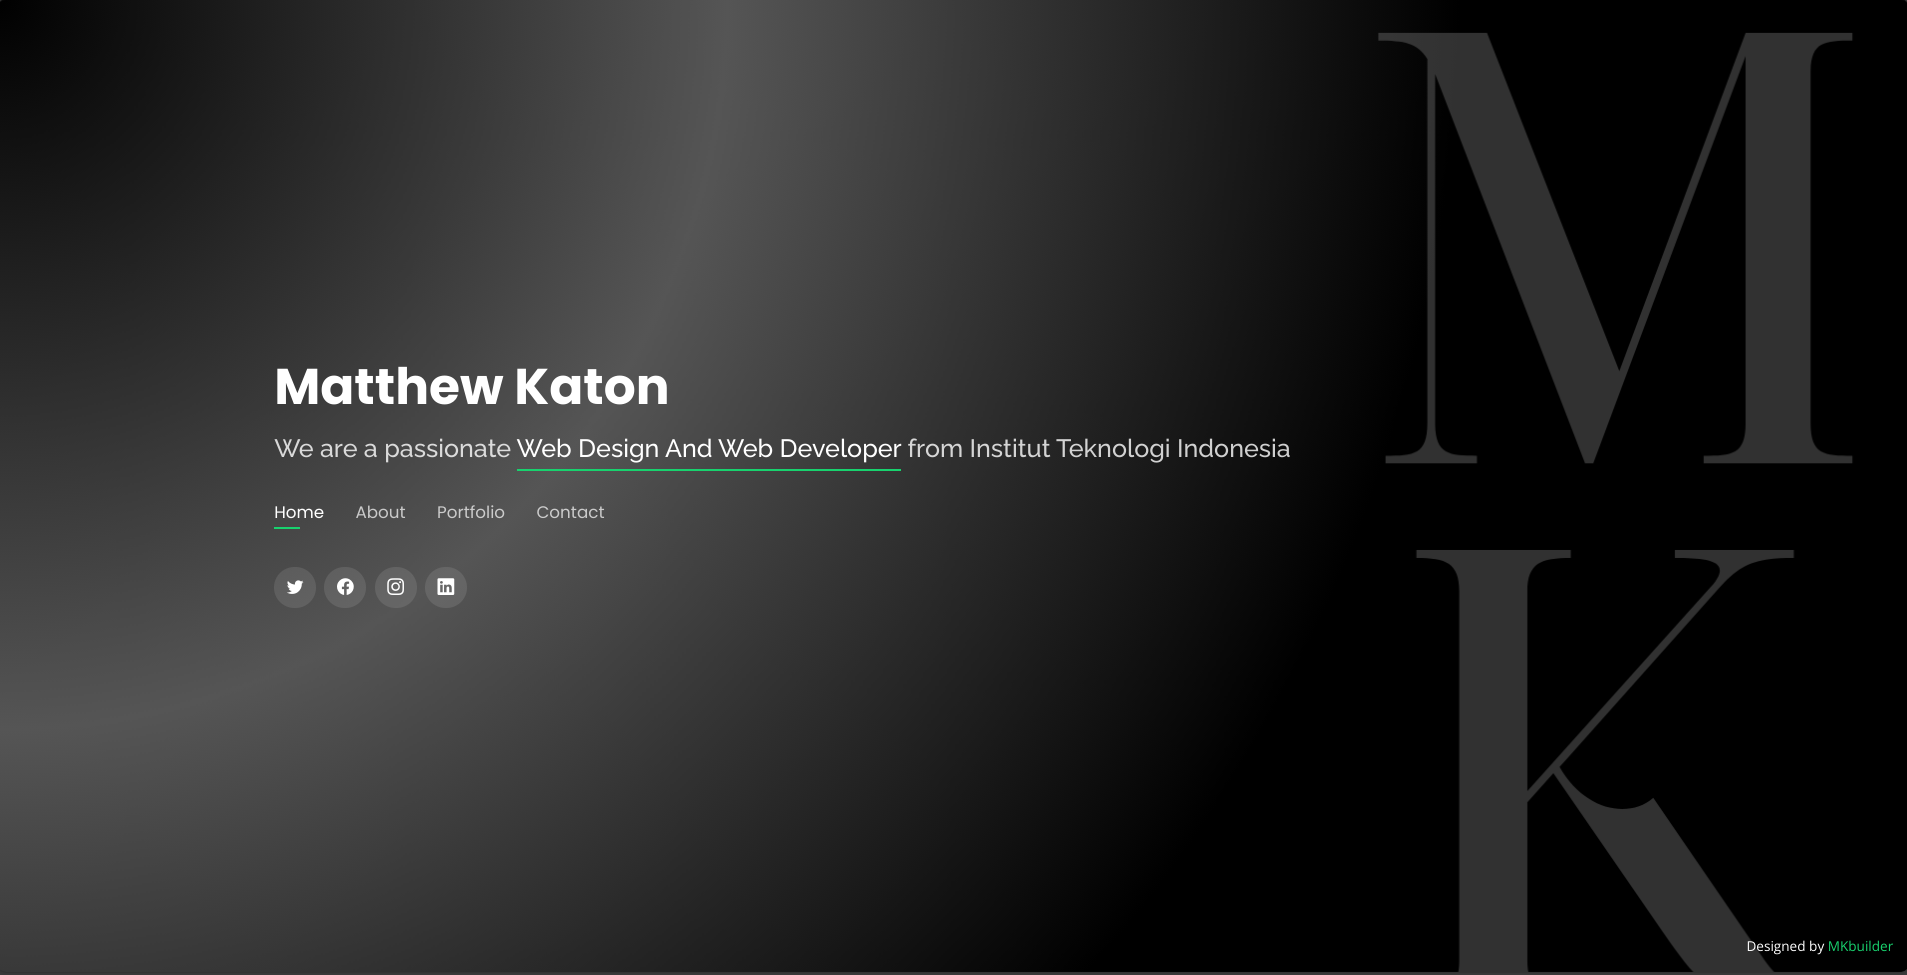 M
K
Matthew Katon
We are a passionate Web Design And Web Developer from Institut Teknologi Indonesia
Home About Portfolio Contact
Designed by MKbuilder